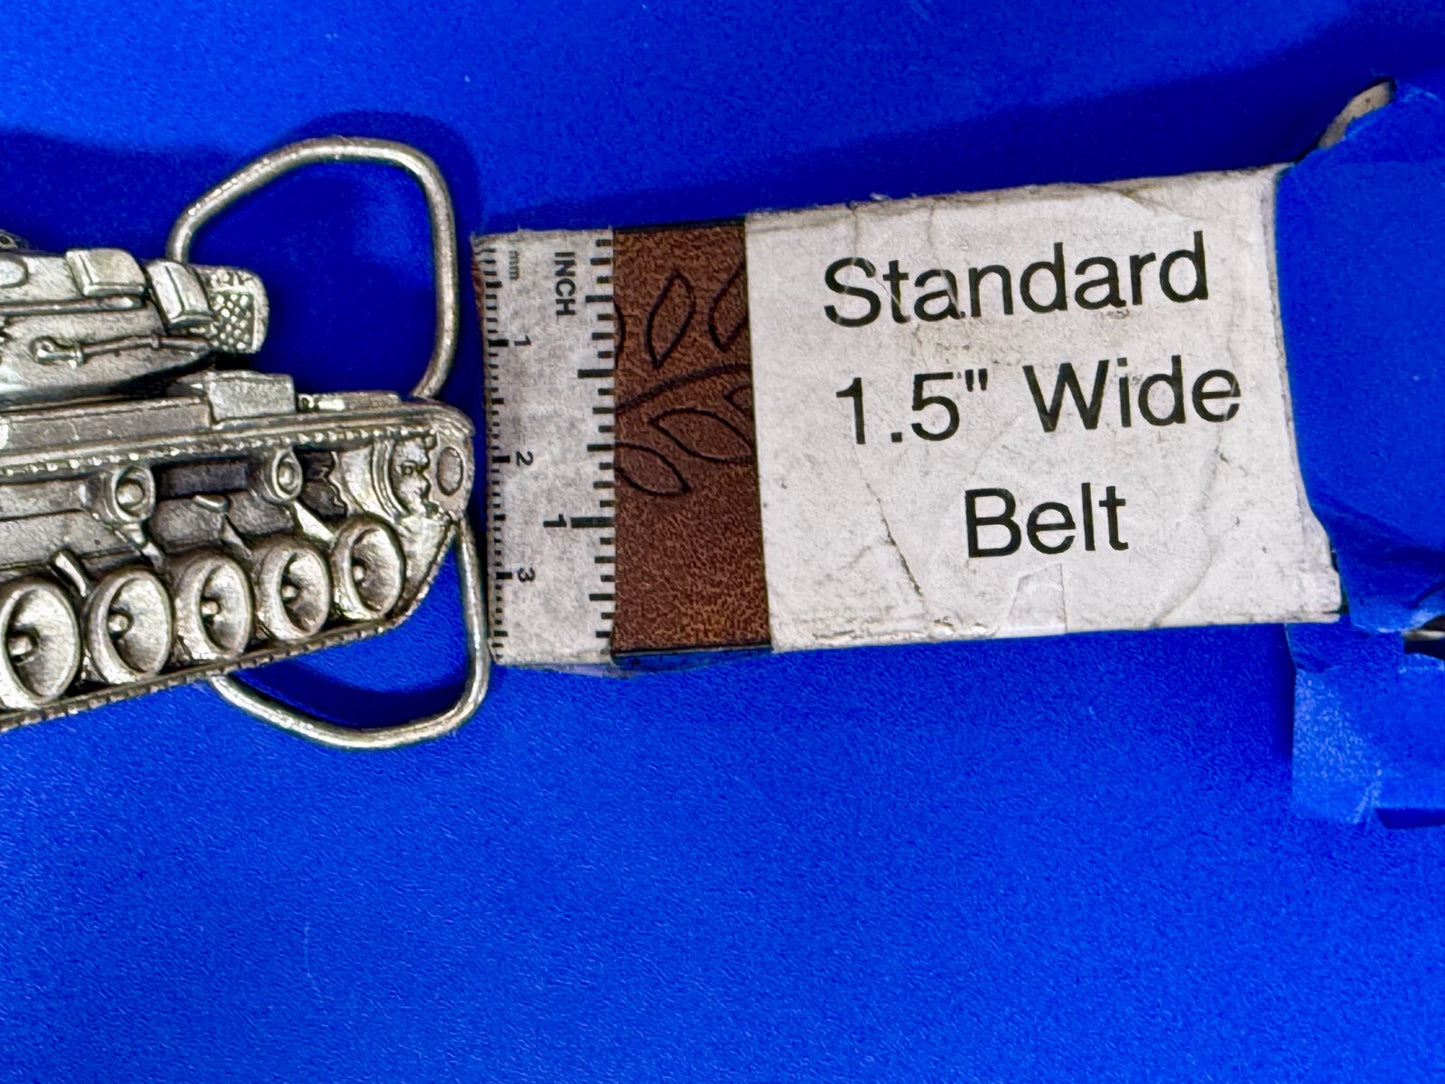 mm
INCH
1
2
1
3
Standard
1.5" Wide
Belt